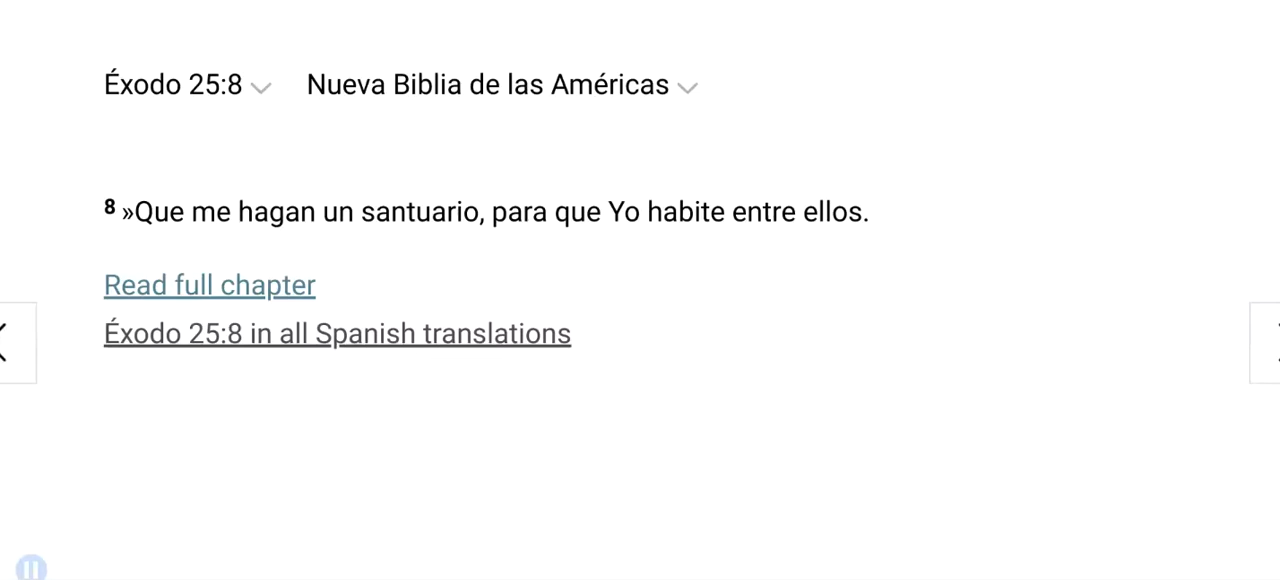 Éxodo 25:8 Nueva Biblia de las Américas
8 »Que me hagan un santuario, para que Yo habite entre ellos.
Read full chapter
Éxodo 25:8 in all Spanish translations